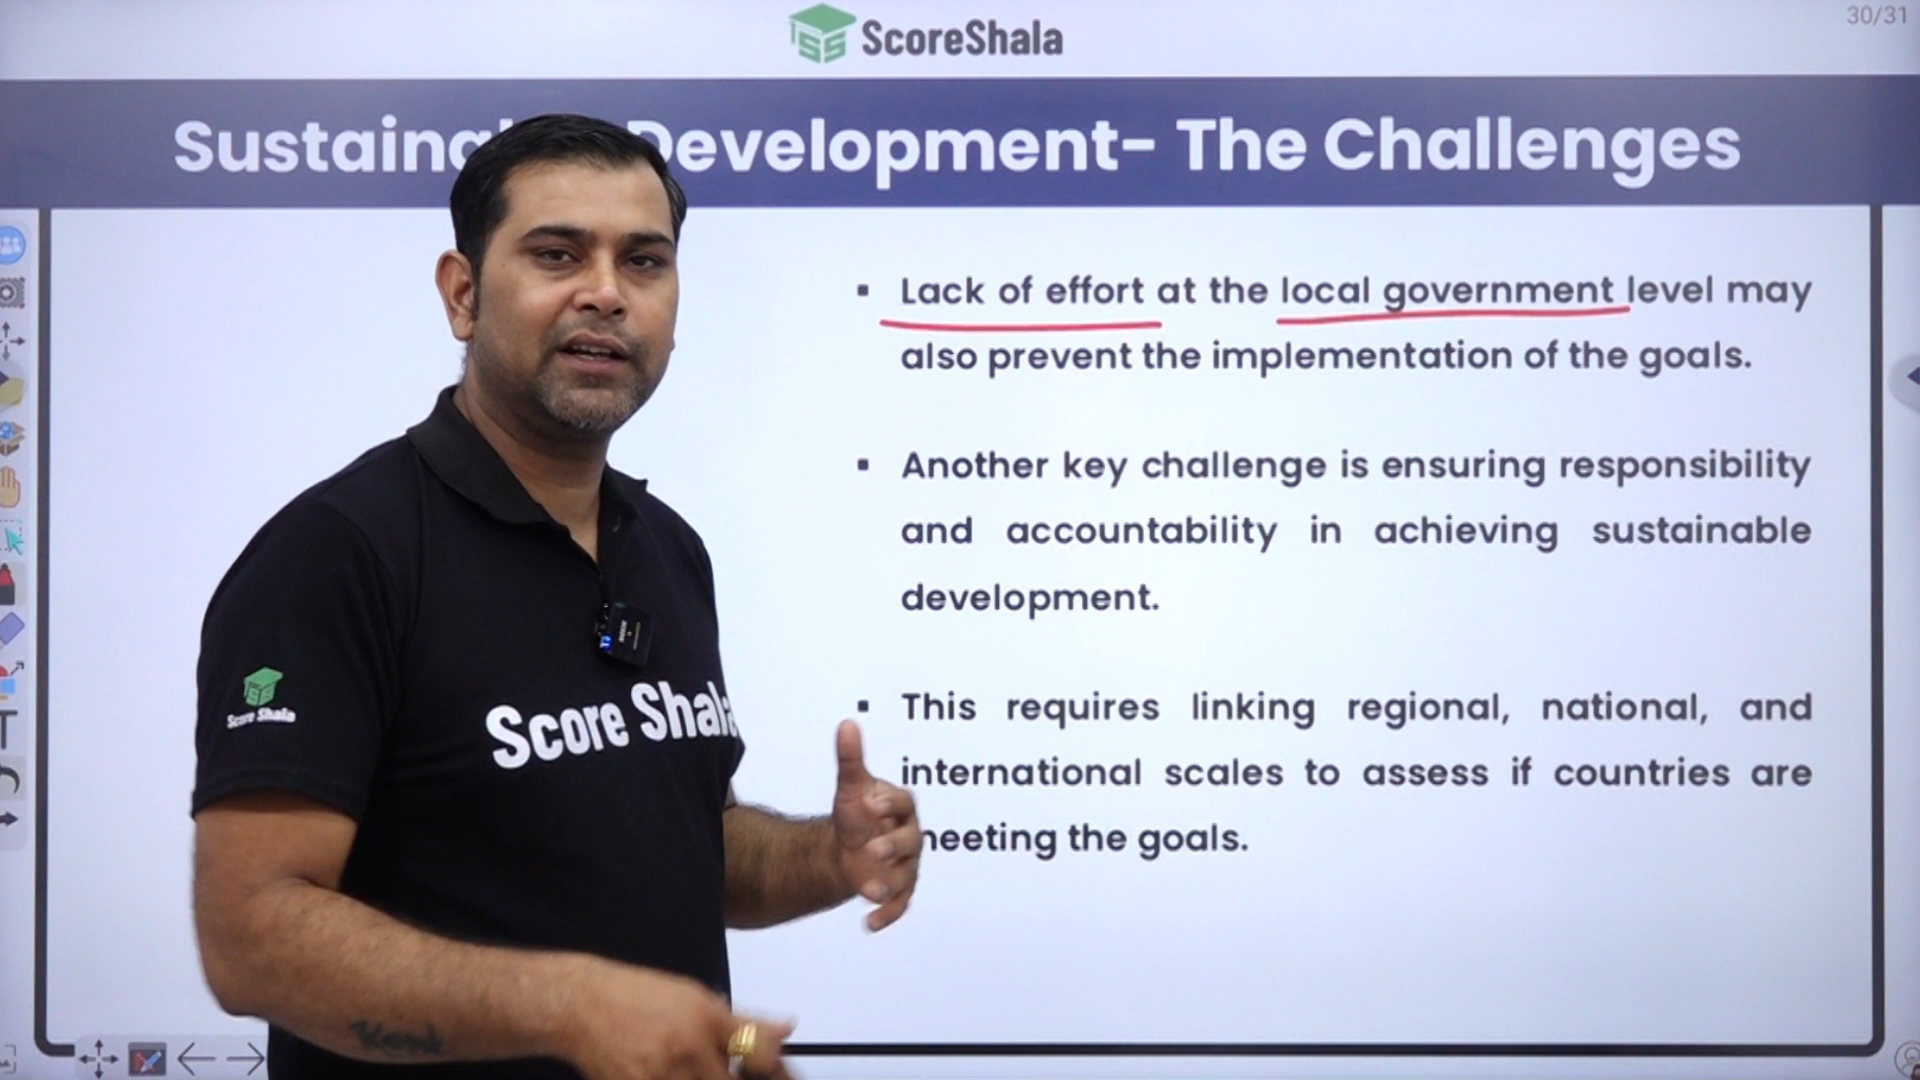 30/31
ScoreShala
Development- The Challenges
▪ Lack of effort at the local government level may
also prevent the implementation of the goals.
▪ Another key challenge is ensuring responsibility
and accountability in achieving sustainable
development.
▪ This requires linking regional, national, and
international scales to assess if countries are
meeting the goals.
Score Shala
Score Shala